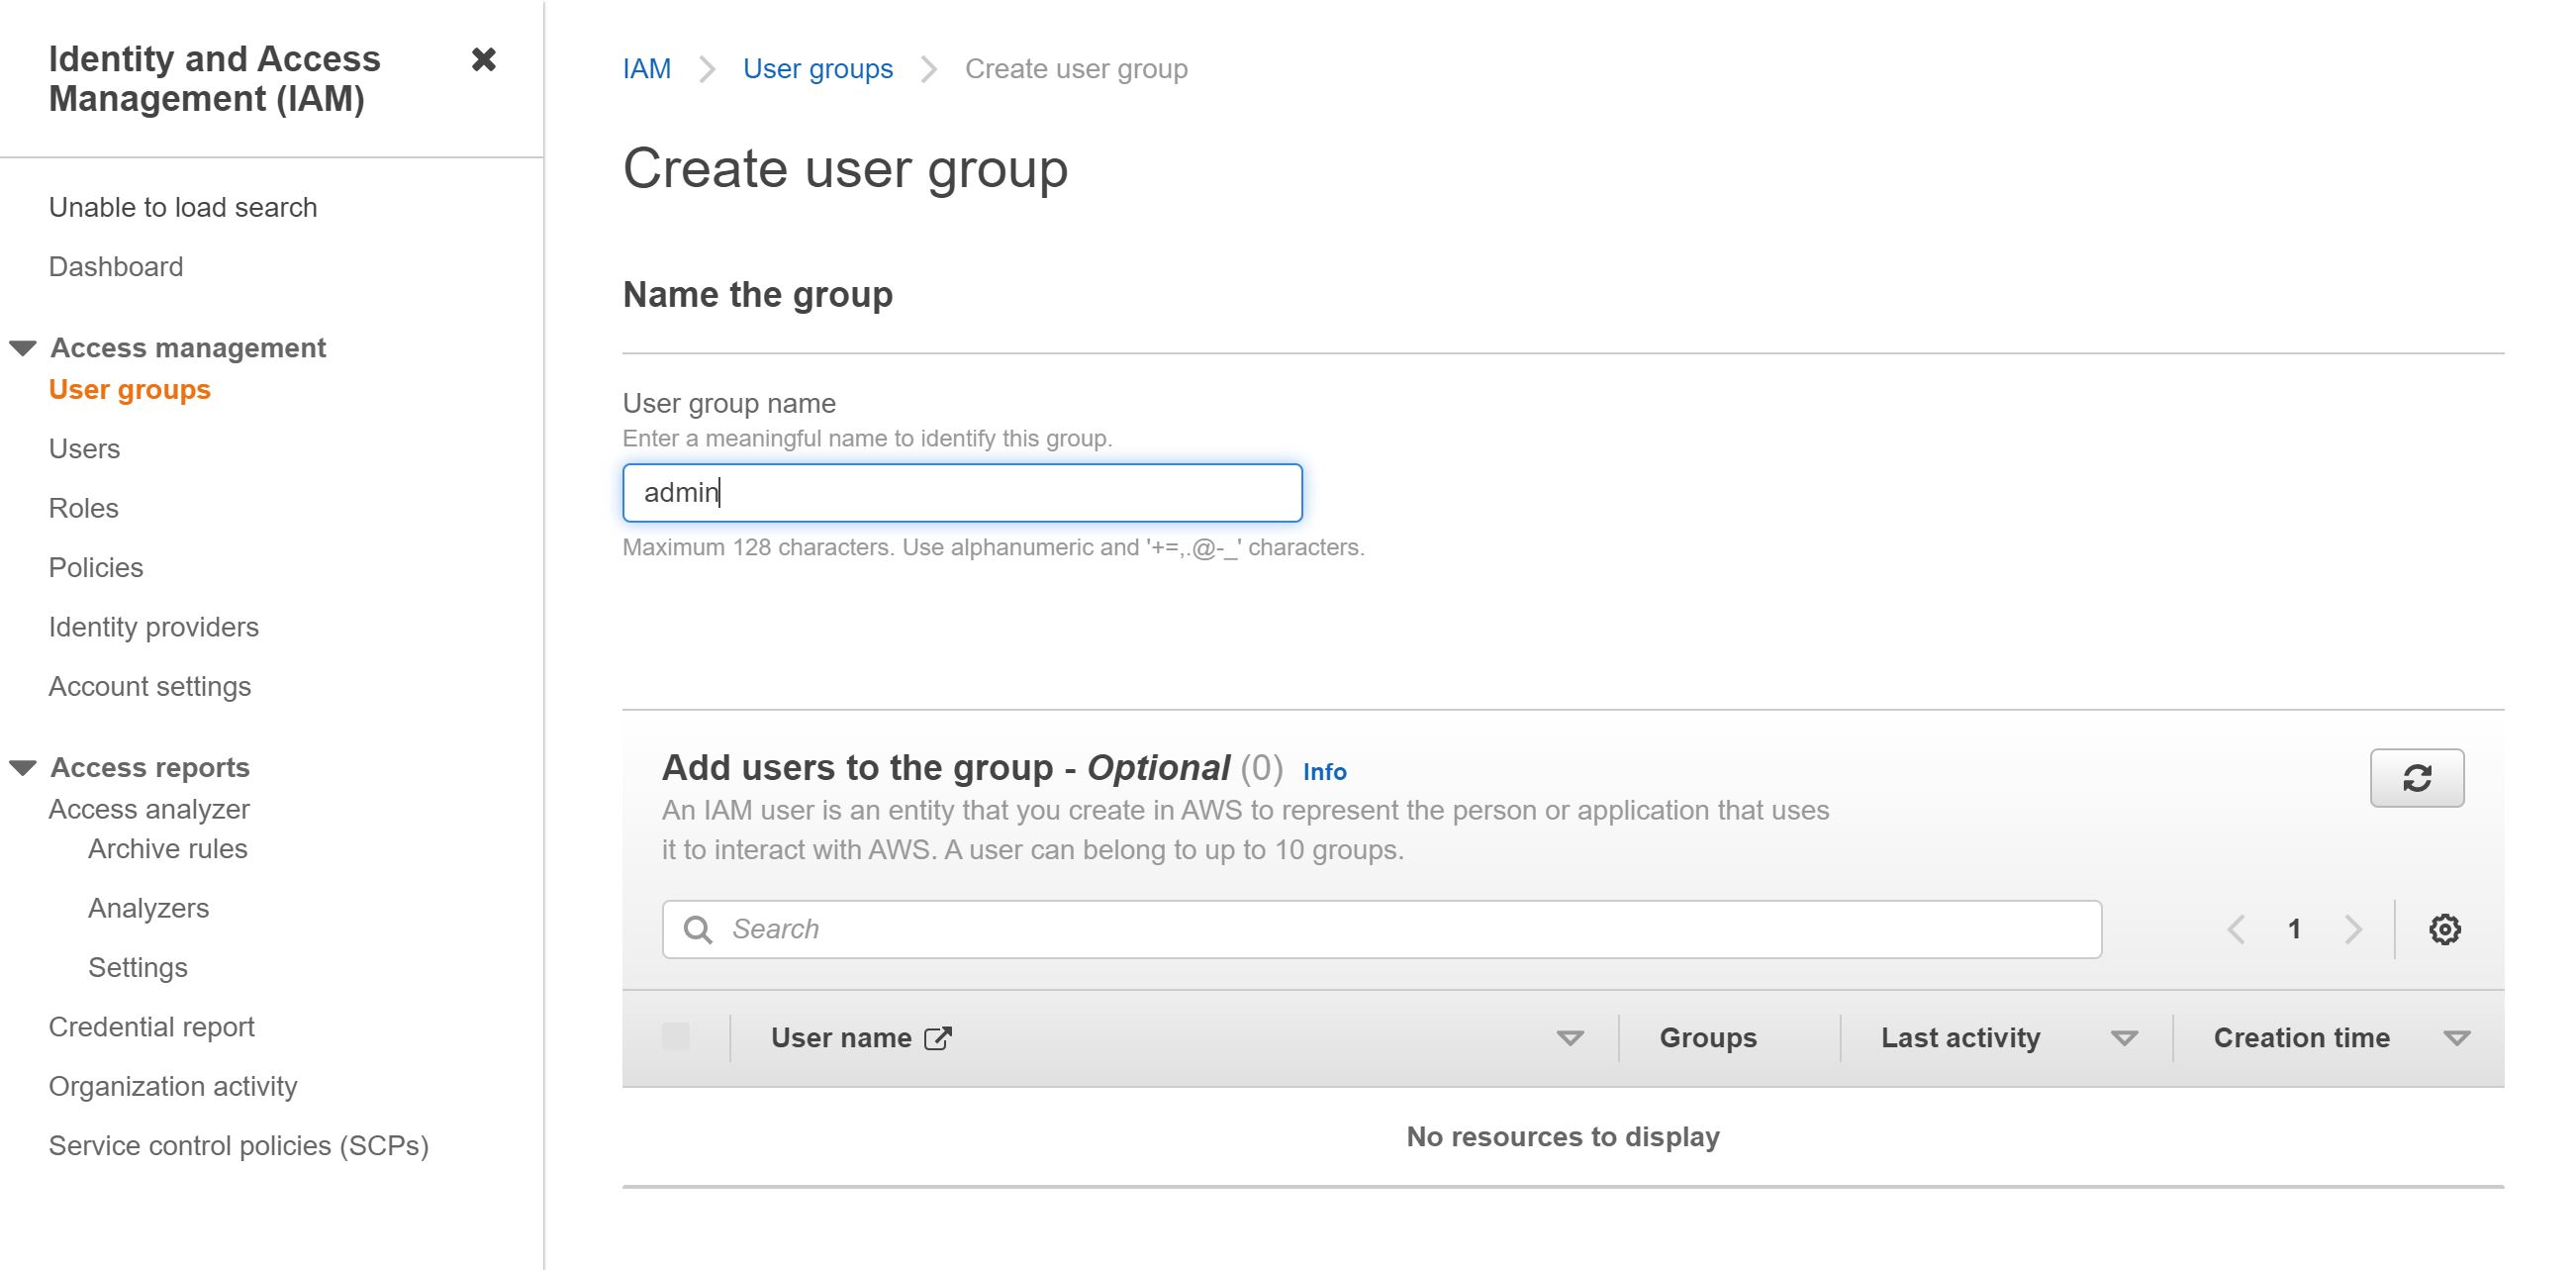 Identity and Access
Management (IAM)
Unable to load search
Dashboard
Access management
User groups
Users
Roles
Policies
Identity providers
Account settings
Access reports
Access analyzer
Archive rules
Analyzers
Settings
Credential report
Organization activity
Service control policies (SCPs)
IAM User groups Create user group
Create user group
Name the group
User group name
Enter a meaningful name to identify this group.
admin
Maximum 128 characters. Use alphanumeric and '+=,.@-_' characters.
Add users to the group - Optional (0) Info
An IAM user is an entity that you create in AWS to represent the person or application that uses
it to interact with AWS. A user can belong to up to 10 groups.
Search
1
User name Groups Last activity Creation time
No resources to display